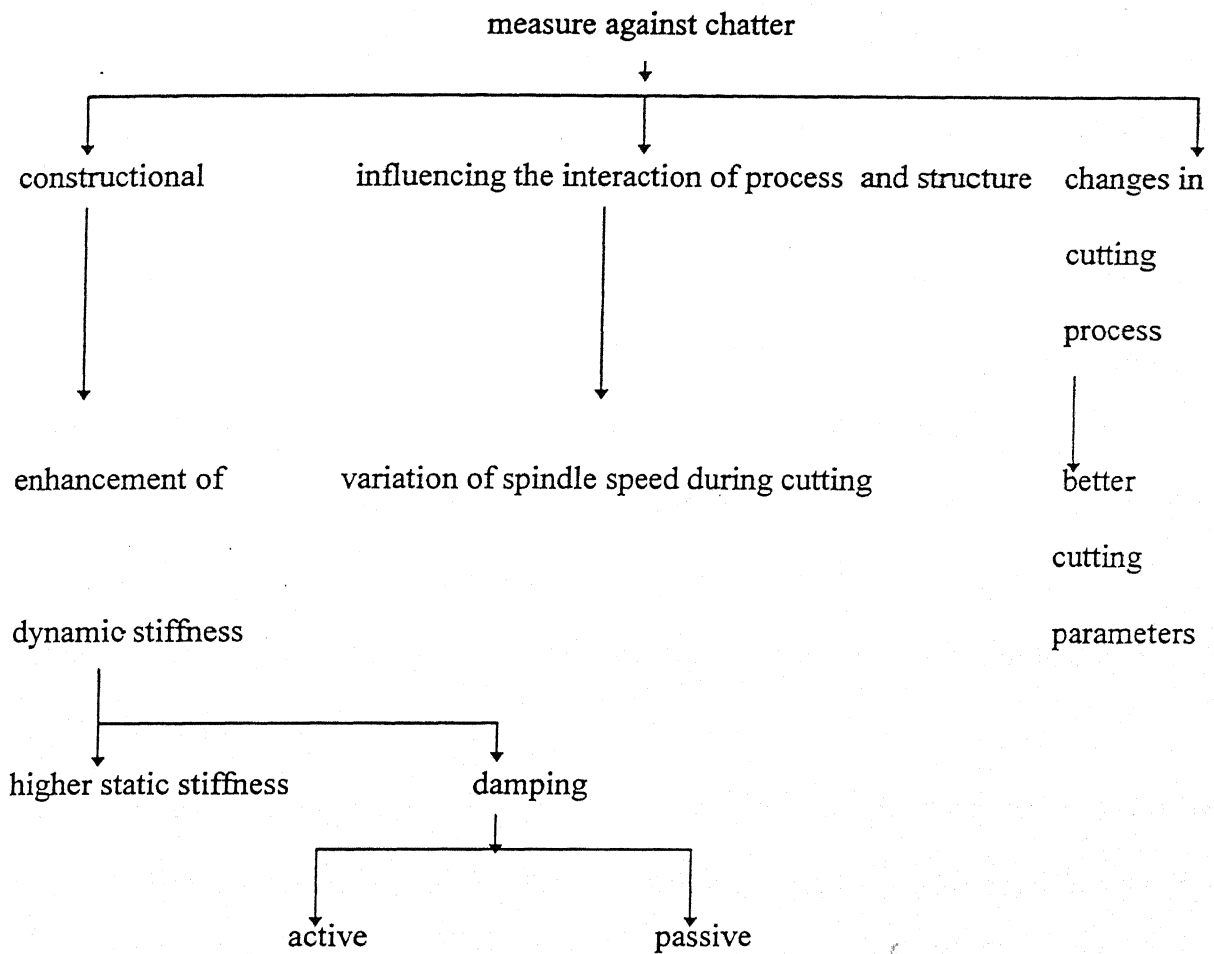 measure against chatter
constructional
influencing the interaction of process and structure
changes in
cutting
process
enhancement of
variation of spindle speed during cutting
better
cutting
dynamic stiffness
parameters
higher static stiffness
damping
active
passive